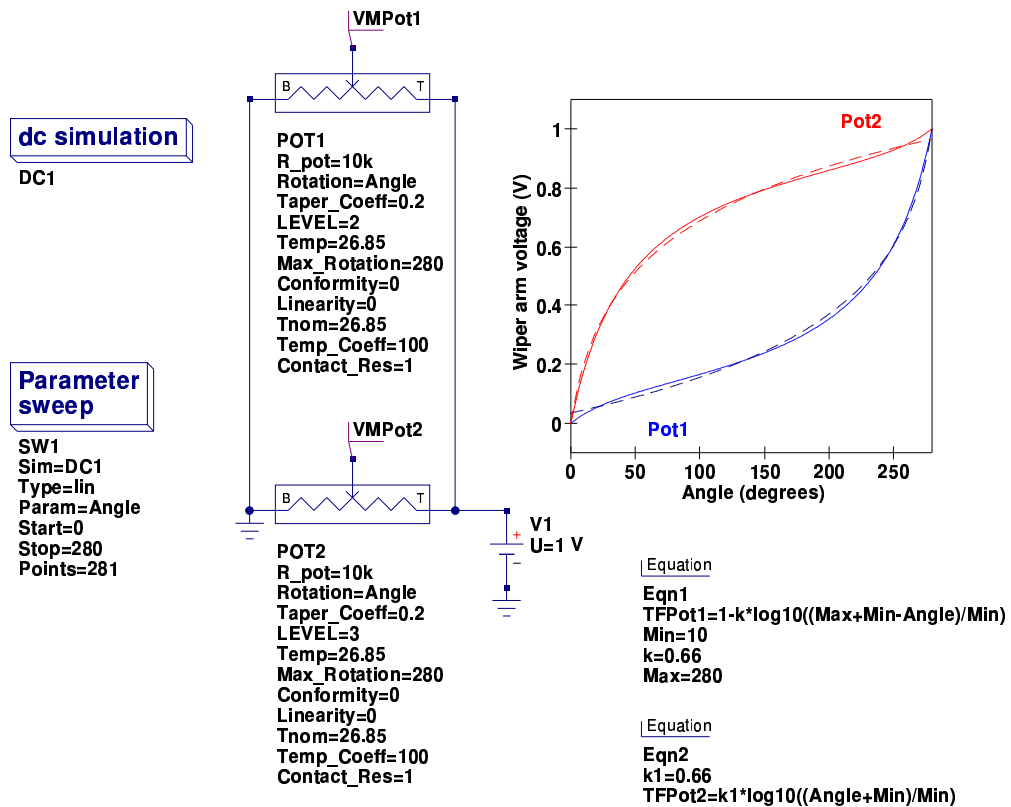 VMPot1
B
T
POT1
R_pot=10k
Rotation=Angle
Taper_Coeff=0.2
LEVEL=2
Temp=26.85
Max_Rotation=280
Conformity=0
Linearity=0
Tnom=26.85
Temp_Coeff=100
Contact_Res=1
dc simulation
DC1
Parameter
sweep
SW1
Sim=DC1
Type=lin
Param=Angle
Start=0
Stop=280
Points=281
VMPot2
B
T
POT2
R_pot=10k
Rotation=Angle
Taper_Coeff=0.2
LEVEL=3
Temp=26.85
Max_Rotation=280
Conformity=0
Linearity=0
Tnom=26.85
Temp_Coeff=100
Contact_Res=1
+
V1
U=1 V
-
Wiper arm voltage (V)
1
0.8
0.6
0.4
0.2
0
Pot2
Pot1
0 50 100 150 200 250
Angle (degrees)
Equation
Eqn1
TFPot1=1-k*log10((Max+Min-Angle)/Min)
Min=10
k=0.66
Max=280
Equation
Eqn2
k1=0.66
TFPot2=k1*log10((Angle+Min)/Min)